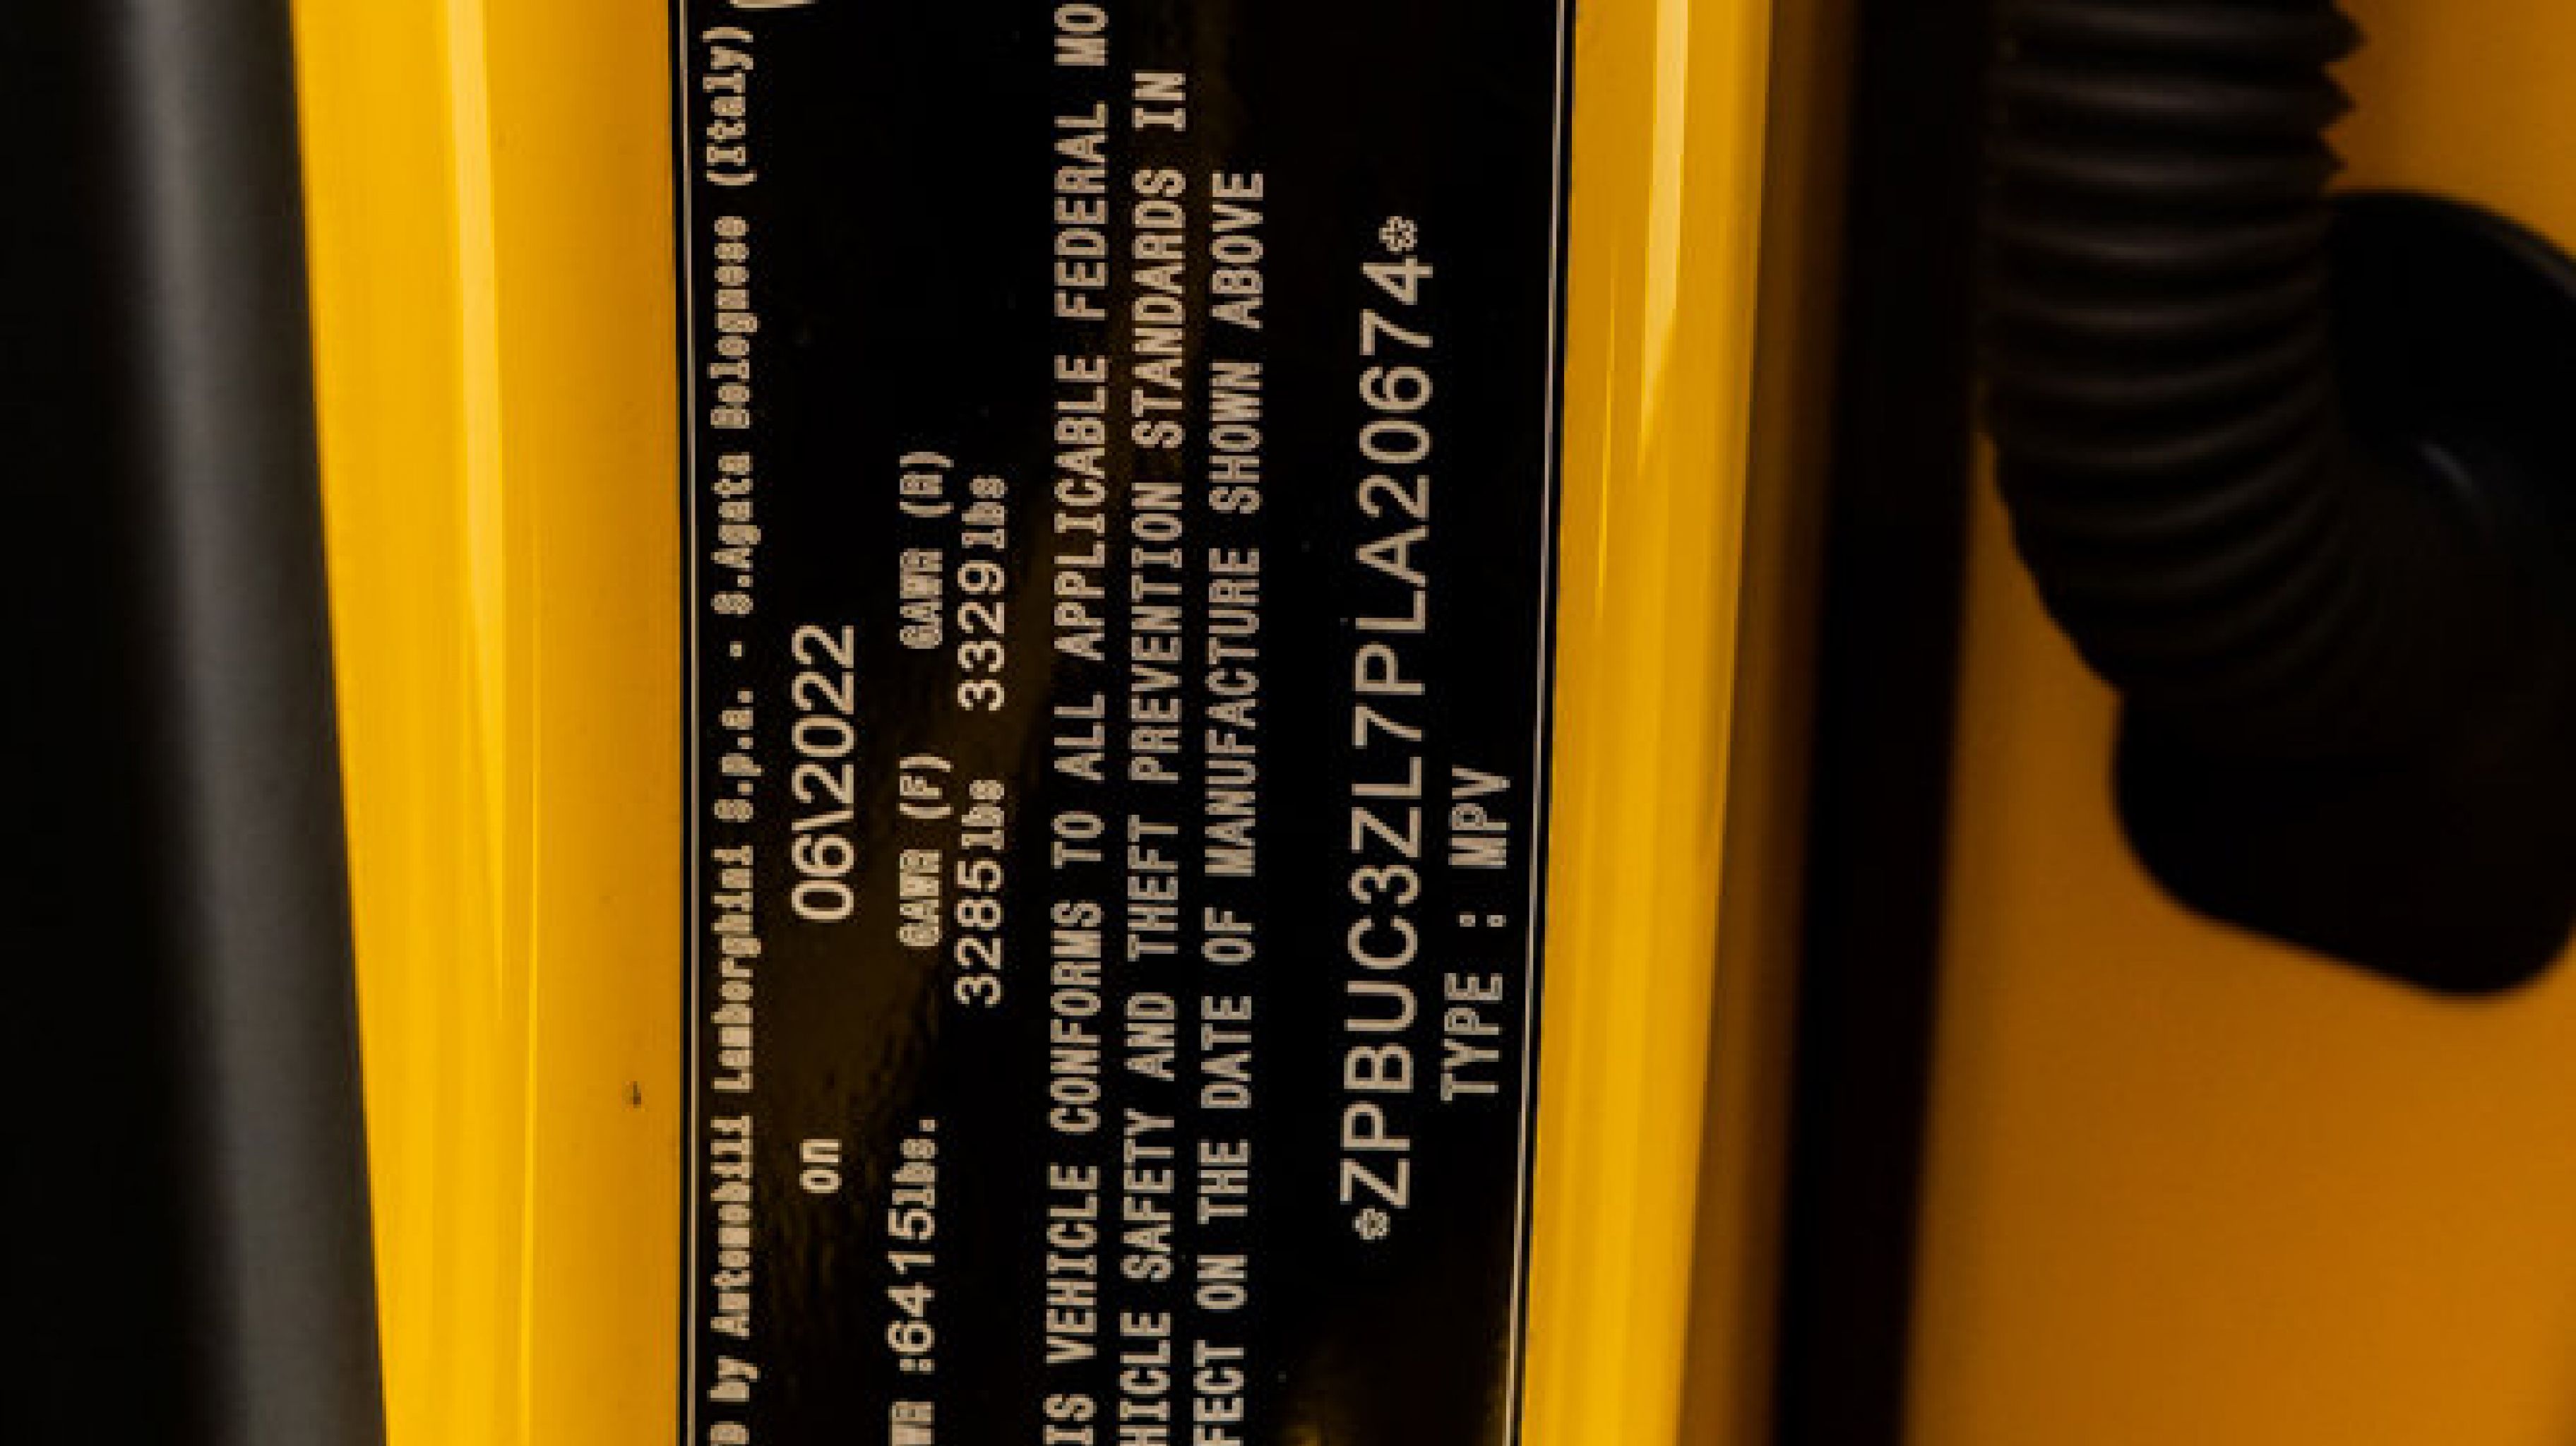 by Automobili Lamborghini S.p.a. - S.Agata Bolognese (Italy)
on 06\2022
WR :6415lbs. GAWR (F) GAWR (R)
3285lbs 3329lbs
IS VEHICLE CONFORMS TO ALL APPLICABLE FEDERAL MO
HICLE SAFETY AND THEFT PREVENTION STANDARDS IN
FECT ON THE DATE OF MANUFACTURE SHOWN ABOVE
*ZPBUC3ZL7PLA20674*
TYPE : MPV